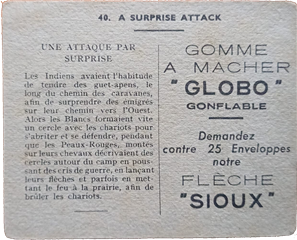 40. A SURPRISE ATTACK
UNE ATTAQUE PAR
SURPRISE
Les Indiens avaient l'habitude
de tendre des guet-apens, le
long du chemin des caravanes,
afin de surprendre des émigrés
sur leur chemin vers l'Ouest.
Alors les Blancs formaient vite
un cercle avec les chariots pour
s'abriter et se défendre, pendant
que les Peaux-Rouges, montés
sur leurs chevaux décrivaient des
cercles autour du camp en pous-
sant des cris de guerre, en lançant
leurs flèches et parfois en met-
tant le feu à la prairie, afin de
brûler les chariots.
GOMME
A MACHER
"GLOBO"
GONFLABLE
Demandez
contre 25 Enveloppes
notre
FLÈCHE
"SIOUX"